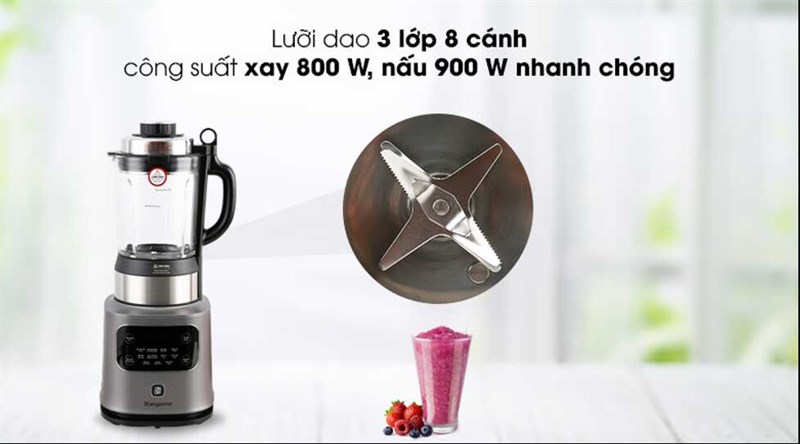 Lưỡi dao 3 lớp 8 cánh
công suất xay 800 W, nấu 900 W nhanh chóng
Kangaroo